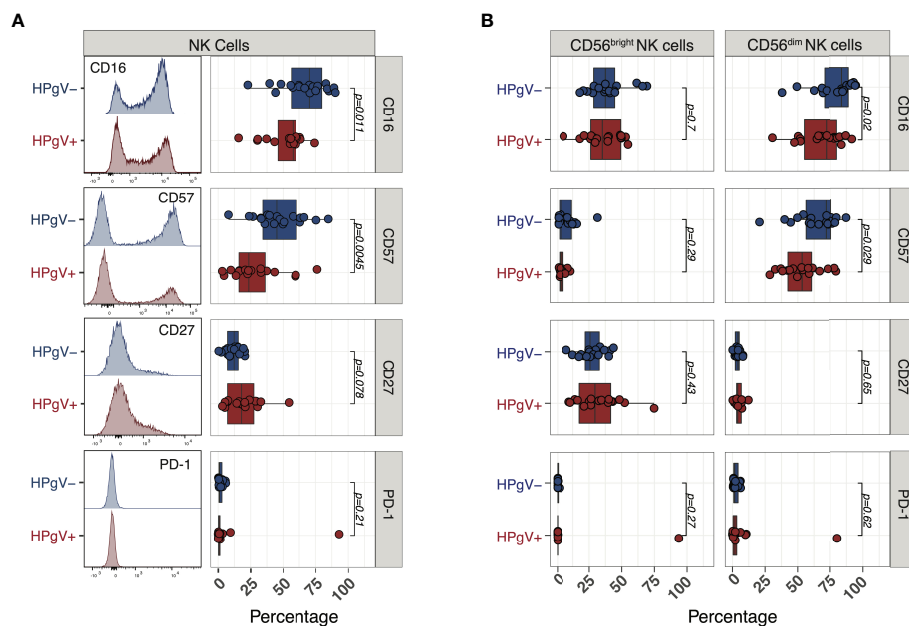 A
NK Cells
CD16
HPgV−
HPgV+
p=0.011
CD16
CD57
HPgV−
HPgV+
p=0.0045
CD57
CD27
HPgV−
HPgV+
p=0.078
CD27
PD-1
HPgV−
HPgV+
p=0.21
PD-1
0 25 50 75 100
Percentage
B
CD56bright NK cells CD56dim NK cells
HPgV−
HPgV+
p=0.7 p=0.02
CD16
HPgV−
HPgV+
p=0.29 p=0.029
CD57
HPgV−
HPgV+
p=0.43 p=0.65
CD27
HPgV−
HPgV+
p=0.27 p=0.62
PD-1
0 25 50 75 100 0 25 50 75 100
Percentage